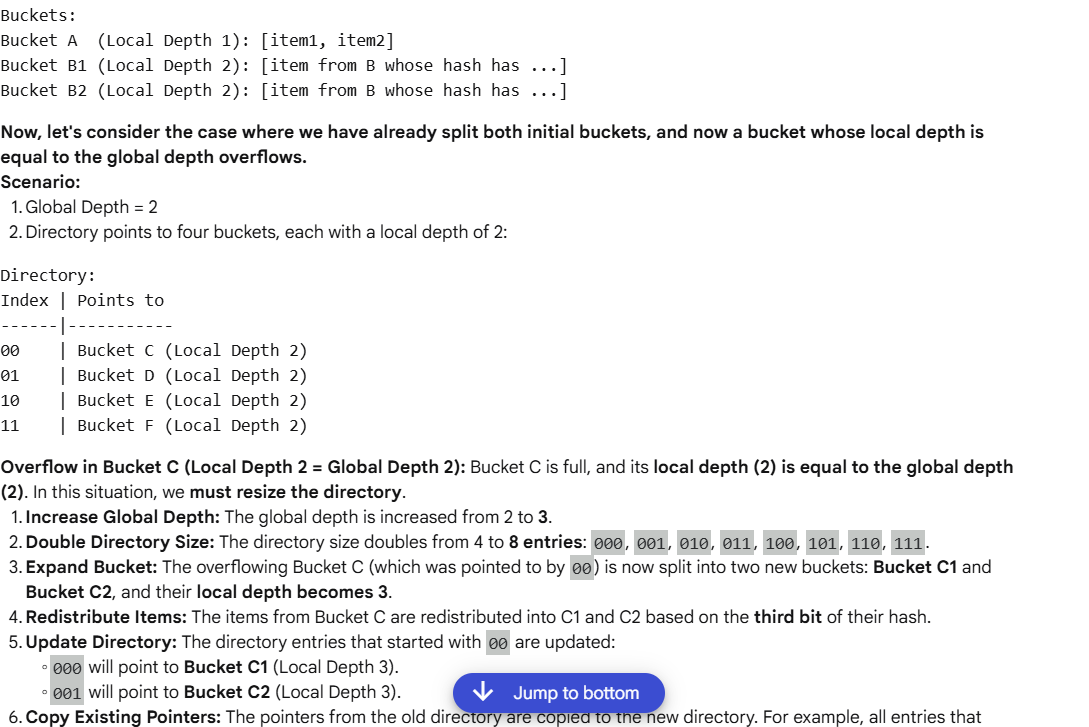 Buckets:
Bucket A  (Local Depth 1): [item1, item2]
Bucket B1 (Local Depth 2): [item from B whose hash has ...]
Bucket B2 (Local Depth 2): [item from B whose hash has ...]
Now, let's consider the case where we have already split both initial buckets, and now a bucket whose local depth is
equal to the global depth overflows.
Scenario:
1. Global Depth = 2
2. Directory points to four buckets, each with a local depth of 2:
Directory:
Index | Points to
------|-----------
00    | Bucket C (Local Depth 2)
01    | Bucket D (Local Depth 2)
10    | Bucket E (Local Depth 2)
11    | Bucket F (Local Depth 2)
Overflow in Bucket C (Local Depth 2 = Global Depth 2): Bucket C is full, and its local depth (2) is equal to the global depth
(2). In this situation, we must resize the directory.
1. Increase Global Depth: The global depth is increased from 2 to 3.
2. Double Directory Size: The directory size doubles from 4 to 8 entries: 000, 001, 010, 011, 100, 101, 110, 111.
3. Expand Bucket: The overflowing Bucket C (which was pointed to by 00) is now split into two new buckets: Bucket C1 and
Bucket C2, and their local depth becomes 3.
4. Redistribute Items: The items from Bucket C are redistributed into C1 and C2 based on the third bit of their hash.
5. Update Directory: The directory entries that started with 00 are updated:
◦ 000 will point to Bucket C1 (Local Depth 3).
◦ 001 will point to Bucket C2 (Local Depth 3).
Jump to bottom
6. Copy Existing Pointers: The pointers from the old directory are copied to the new directory. For example, all entries that